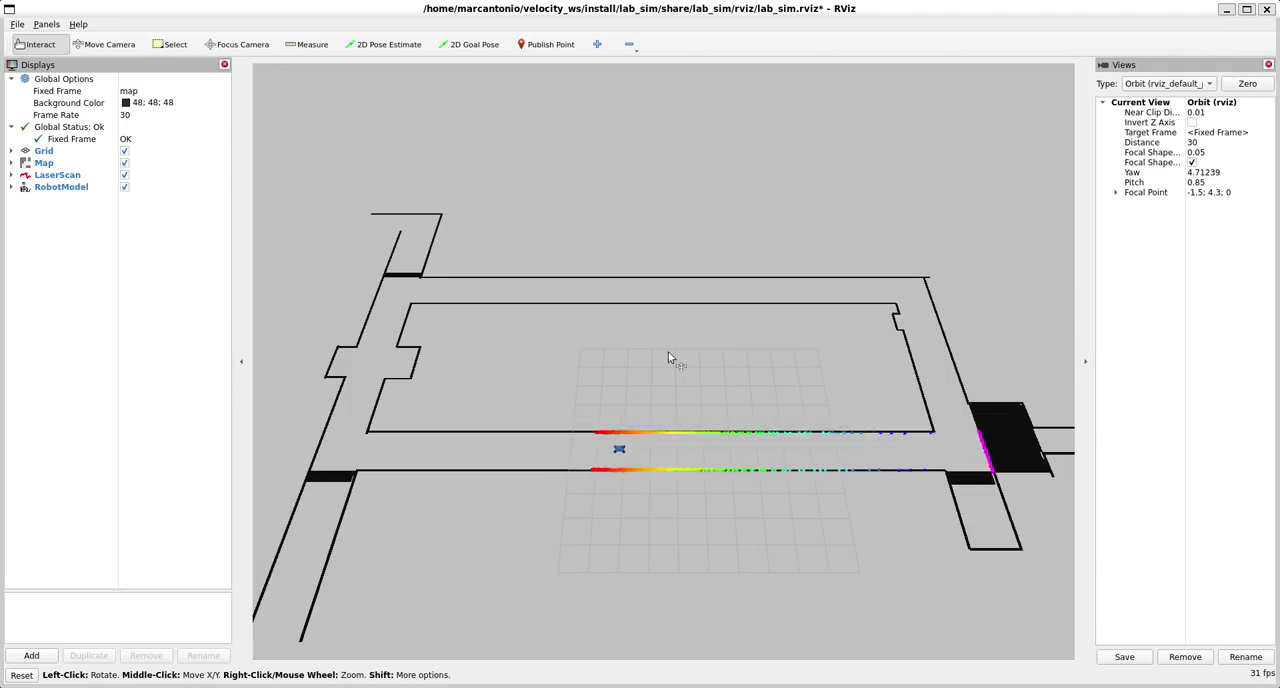 /home/marcantonio/velocity_ws/install/lab_sim/share/lab_sim/rviz/lab_sim.rviz* - RViz
File Panels Help
Interact Move Camera Select Focus Camera Measure 2D Pose Estimate 2D Goal Pose Publish Point
Displays
Global Options
Fixed Frame map
Background Color 48; 48; 48
Frame Rate 30
Global Status: Ok
Fixed Frame OK
Grid
Map
LaserScan
RobotModel
Add Duplicate Remove Rename
Views
Type: Orbit (rviz_default_ Zero
Current View Orbit (rviz)
Near Clip Di... 0.01
Invert Z Axis
Target Frame <Fixed Frame>
Distance 30
Focal Shape... 0.05
Focal Shape...
Yaw 4.71239
Pitch 0.85
Focal Point -1.5; 4.3; 0
Save Remove Rename
Reset Left-Click: Rotate. Middle-Click: Move X/Y. Right-Click/Mouse Wheel: Zoom. Shift: More options. 31 fps